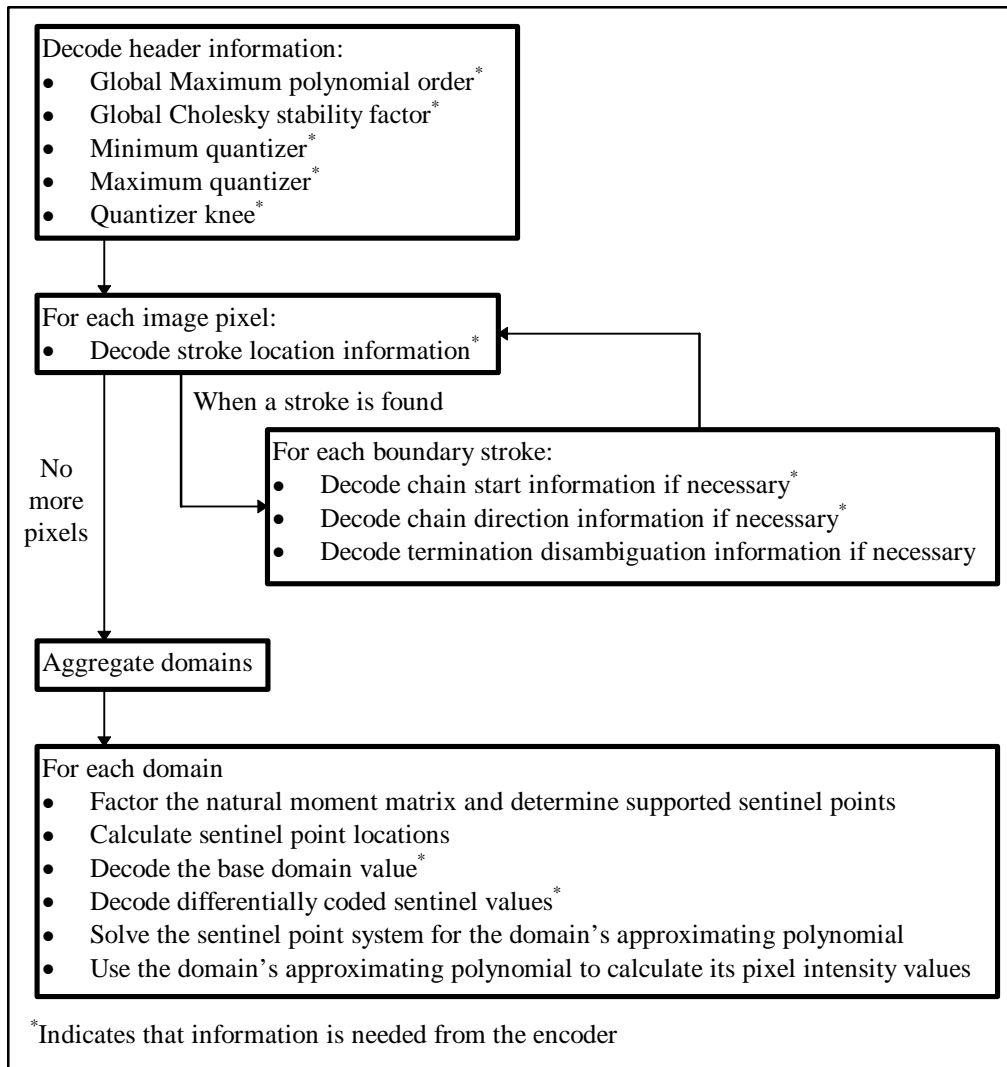 Decode header information:
• Global Maximum polynomial order*
• Global Cholesky stability factor*
• Minimum quantizer*
• Maximum quantizer*
• Quantizer knee*
For each image pixel:
• Decode stroke location information*
When a stroke is found
For each boundary stroke:
• Decode chain start information if necessary*
• Decode chain direction information if necessary*
• Decode termination disambiguation information if necessary
No
more
pixels
Aggregate domains
For each domain
• Factor the natural moment matrix and determine supported sentinel points
• Calculate sentinel point locations
• Decode the base domain value*
• Decode differentially coded sentinel values*
• Solve the sentinel point system for the domain’s approximating polynomial
• Use the domain’s approximating polynomial to calculate its pixel intensity values
*Indicates that information is needed from the encoder